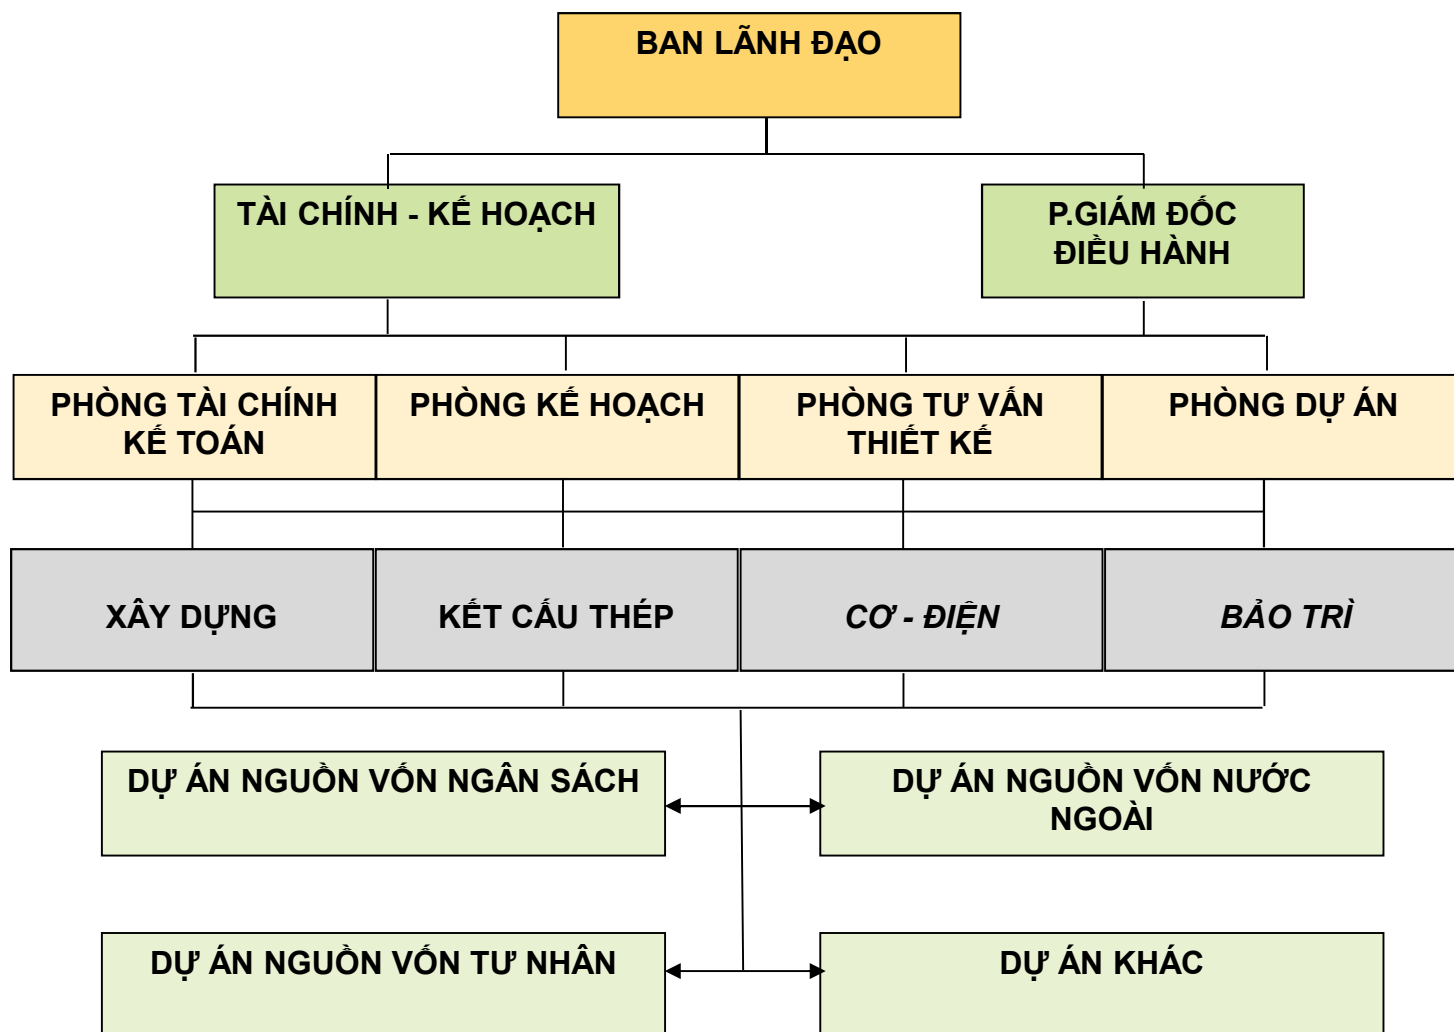 BAN LÃNH ĐẠO
TÀI CHÍNH - KẾ HOẠCH
P.GIÁM ĐỐC
ĐIỀU HÀNH
PHÒNG TÀI CHÍNH
KẾ TOÁN
PHÒNG KẾ HOẠCH
PHÒNG TƯ VẤN
THIẾT KẾ
PHÒNG DỰ ÁN
XÂY DỰNG
KẾT CẤU THÉP
CƠ - ĐIỆN
BẢO TRÌ
DỰ ÁN NGUỒN VỐN NGÂN SÁCH
DỰ ÁN NGUỒN VỐN NƯỚC
NGOÀI
DỰ ÁN NGUỒN VỐN TƯ NHÂN
DỰ ÁN KHÁC